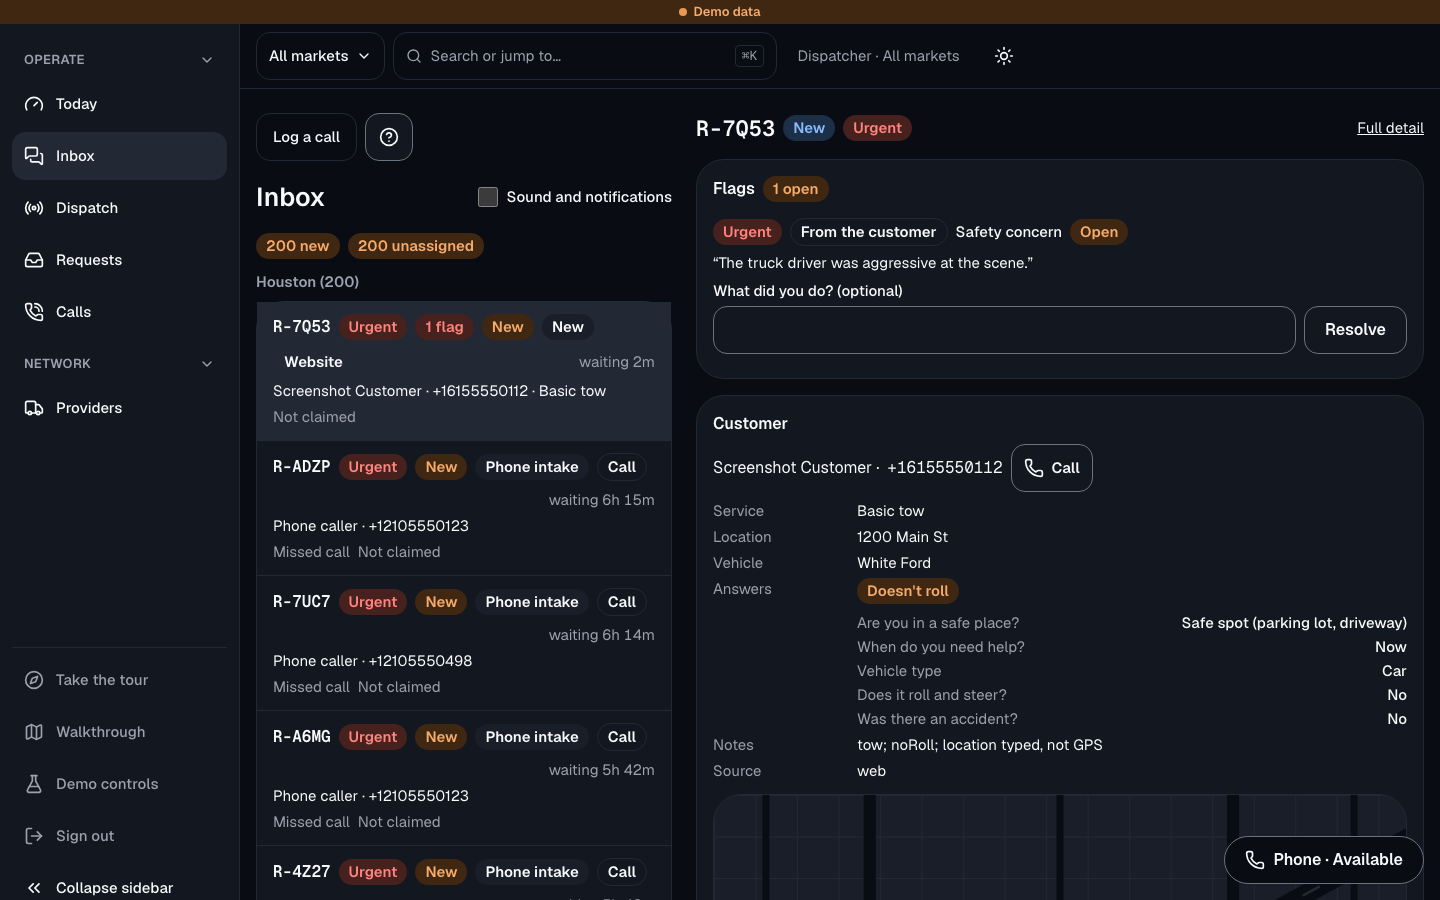 Demo data
OPERATE
Today
Inbox
Dispatch
Requests
Calls
NETWORK
Providers
Take the tour
Walkthrough
Demo controls
Sign out
Collapse sidebar
All markets
Search or jump to... ⌘K
Dispatcher · All markets
Log a call
Inbox
Sound and notifications
200 new 200 unassigned
Houston (200)
R-7Q53 Urgent 1 flag New New
Website waiting 2m
Screenshot Customer · +16155550112 · Basic tow
Not claimed
R-ADZP Urgent New Phone intake Call
waiting 6h 15m
Phone caller · +12105550123
Missed call Not claimed
R-7UC7 Urgent New Phone intake Call
waiting 6h 14m
Phone caller · +12105550498
Missed call Not claimed
R-A6MG Urgent New Phone intake Call
waiting 5h 42m
Phone caller · +12105550123
Missed call Not claimed
R-4Z27 Urgent New Phone intake Call
R-7Q53 New Urgent Full detail
Flags 1 open
Urgent From the customer Safety concern Open
“The truck driver was aggressive at the scene.”
What did you do? (optional)
Resolve
Customer
Screenshot Customer · +16155550112 Call
Service Basic tow
Location 1200 Main St
Vehicle White Ford
Answers Doesn't roll
Are you in a safe place? Safe spot (parking lot, driveway)
When do you need help? Now
Vehicle type Car
Does it roll and steer? No
Was there an accident? No
Notes tow; noRoll; location typed, not GPS
Source web
Phone · Available